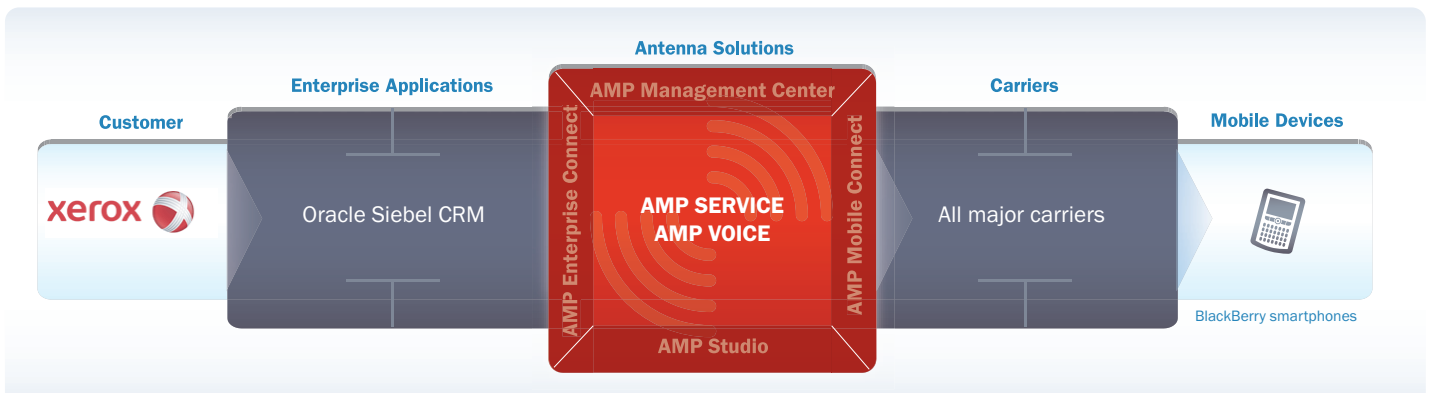 Antenna Solutions
Enterprise Applications
Carriers
Customer
Mobile Devices
AMP Management Center
AMP Enterprise Connect
AMP Mobile Connect
xerox
Oracle Siebel CRM
AMP SERVICE
AMP VOICE
All major carriers
BlackBerry smartphones
AMP Studio